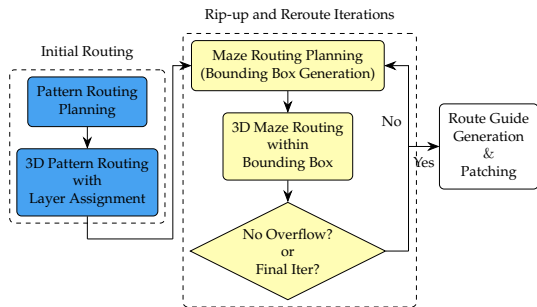 Rip-up and Reroute Iterations
Initial Routing
Pattern Routing
Planning
3D Pattern Routing
with
Layer Assignment
Maze Routing Planning
(Bounding Box Generation)
3D Maze Routing
within
Bounding Box
No Overflow?
or
Final Iter?
No
Yes
Route Guide
Generation
&
Patching